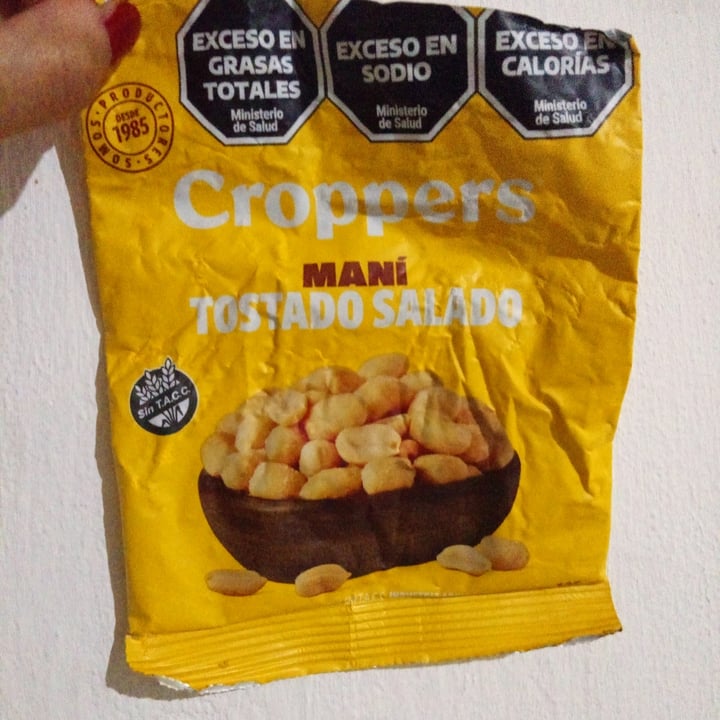 EXCESO EN
GRASAS
TOTALES
Ministerio
de Salud
EXCESO EN
SODIO
Ministerio
de Salud
EXCESO EN
CALORÍAS
Ministerio
de Salud
SOMOS · PRODUCTORES ·
DESDE
1985
Croppers
MANÍ
TOSTADO SALADO
Sin T.A.C.C.